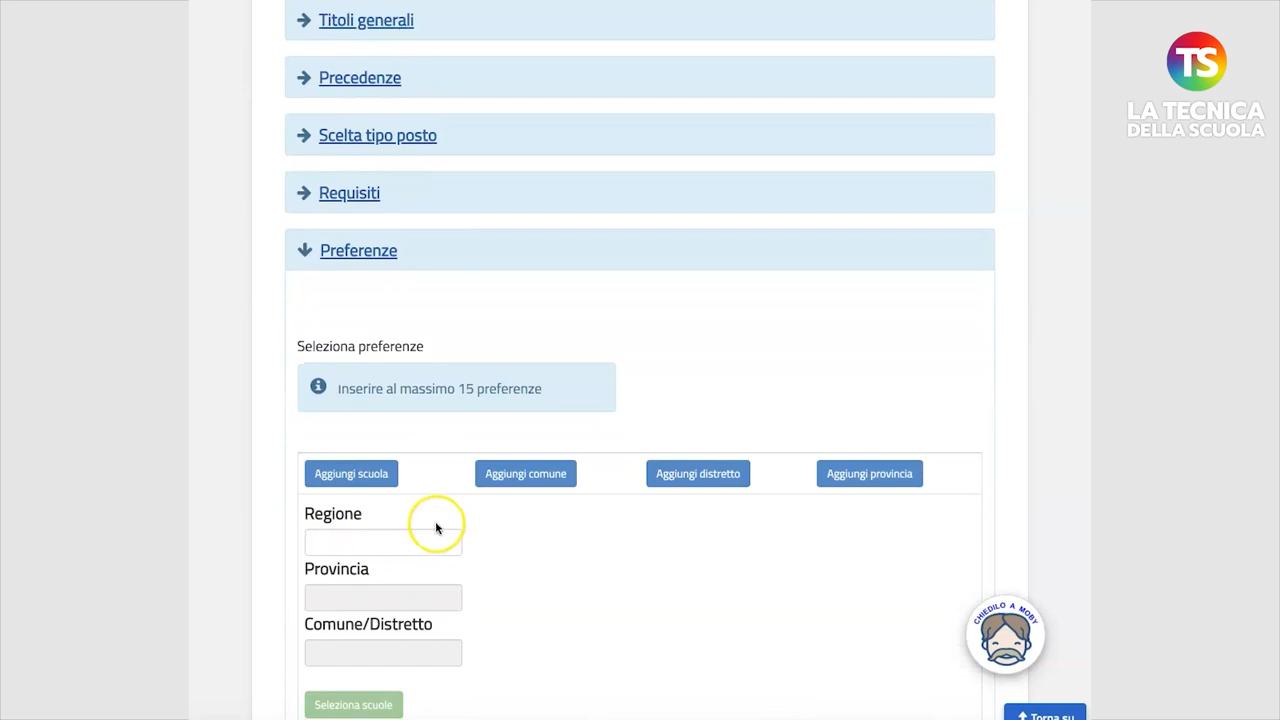 Titoli generali
TS
LA TECNICA
DELLA SCUOLA
Precedenze
Scelta tipo posto
Requisiti
Preferenze
Seleziona preferenze
Inserire al massimo 15 preferenze
Aggiungi scuola
Aggiungi comune
Aggiungi distretto
Aggiungi provincia
Regione
Provincia
Comune/Distretto
CHIEDILO A MOBY
Seleziona scuole
Torna su